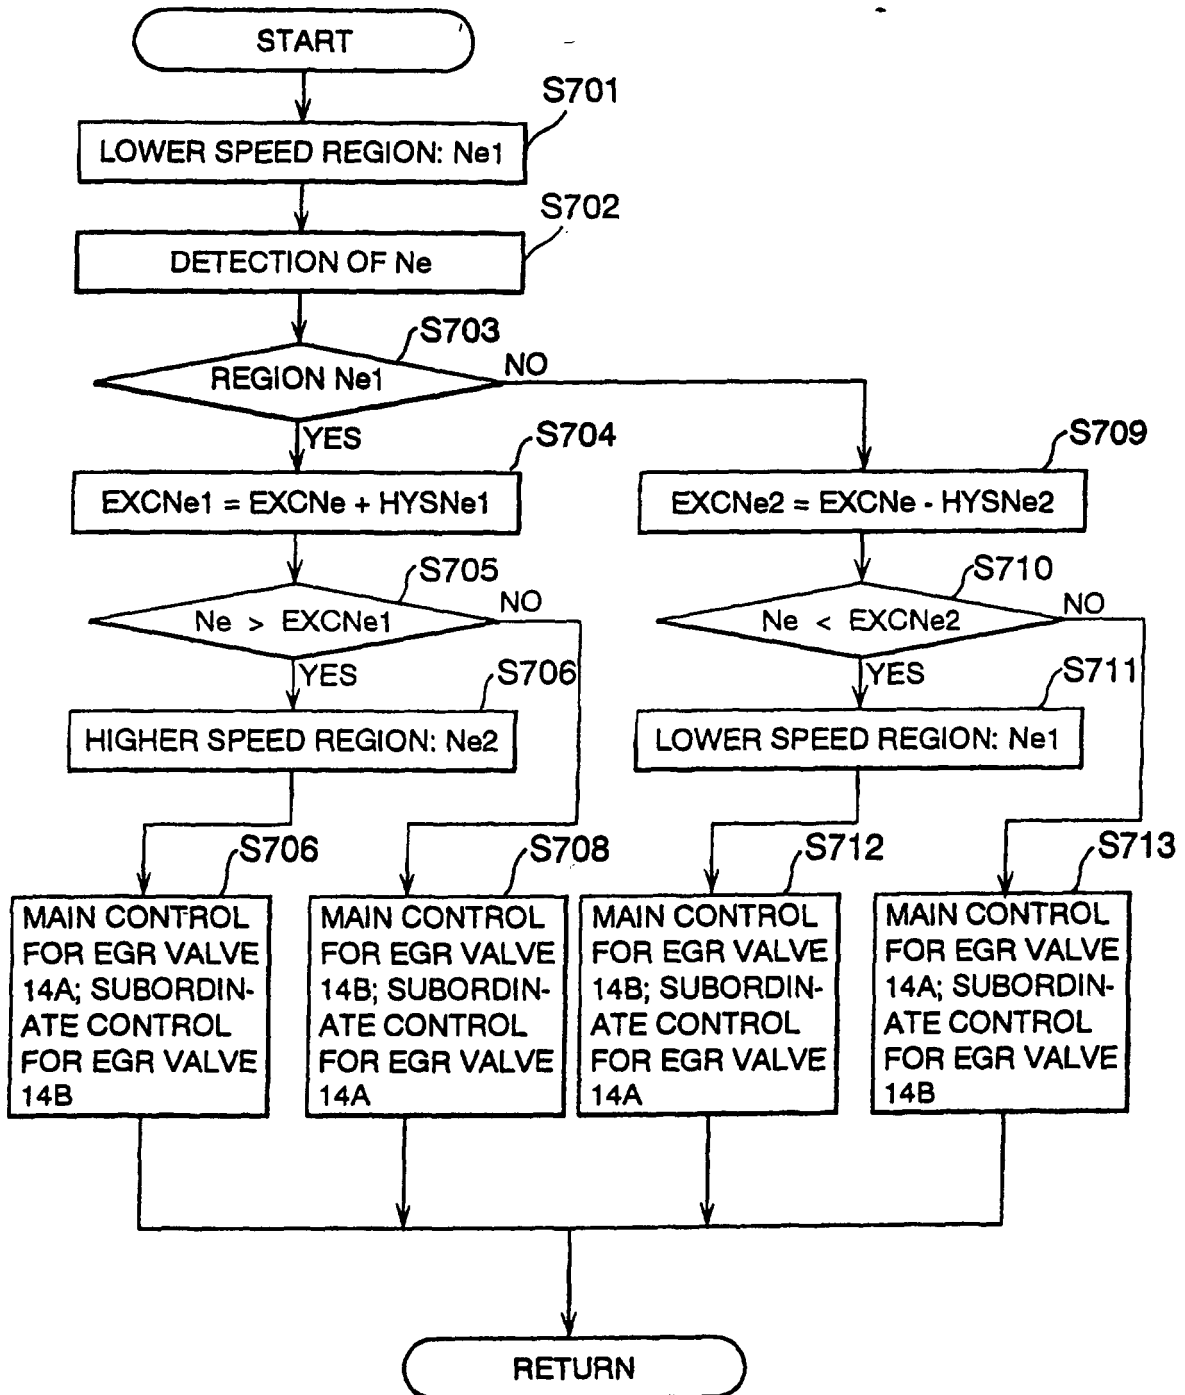 START
S701
LOWER SPEED REGION: Ne1
S702
DETECTION OF Ne
S703
REGION Ne1
NO
YES
S704
EXCNe1 = EXCNe + HYSNe1
S709
EXCNe2 = EXCNe - HYSNe2
S705
Ne > EXCNe1
NO
YES
S710
Ne < EXCNe2
NO
YES
S706
HIGHER SPEED REGION: Ne2
S711
LOWER SPEED REGION: Ne1
S706
MAIN CONTROL
FOR EGR VALVE
14A; SUBORDIN-
ATE CONTROL
FOR EGR VALVE
14B
S708
MAIN CONTROL
FOR EGR VALVE
14B; SUBORDIN-
ATE CONTROL
FOR EGR VALVE
14A
S712
MAIN CONTROL
FOR EGR VALVE
14B; SUBORDIN-
ATE CONTROL
FOR EGR VALVE
14A
S713
MAIN CONTROL
FOR EGR VALVE
14A; SUBORDIN-
ATE CONTROL
FOR EGR VALVE
14B
RETURN